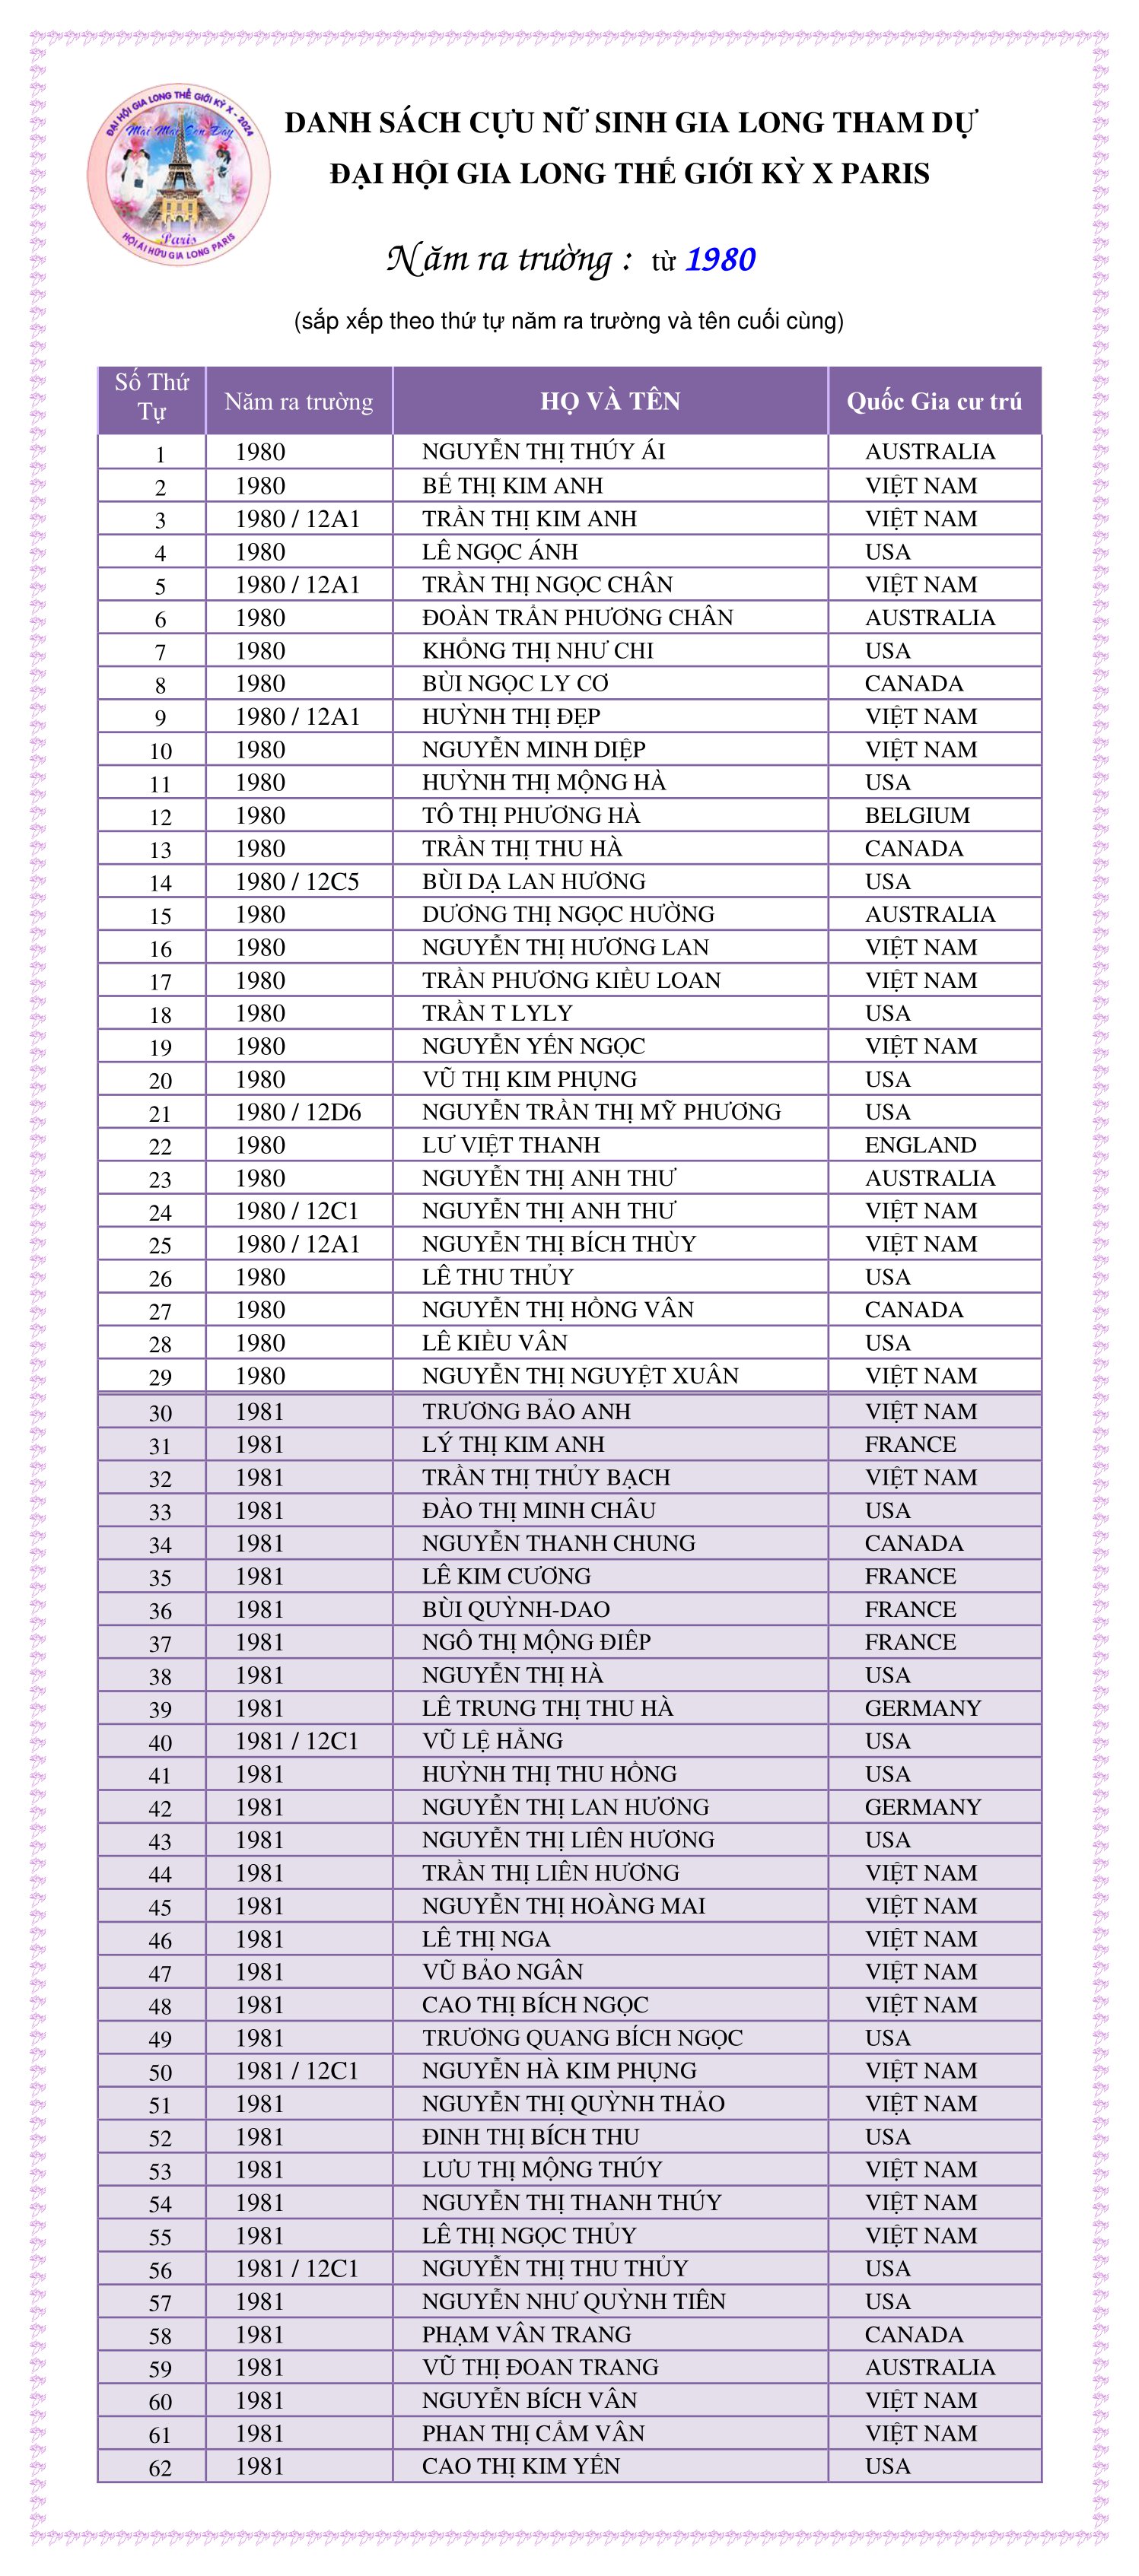 ĐẠI HỘI GIA LONG THẾ GIỚI KỲ X - 2024
Mãi Mãi Còn Đây
Paris
HỘI ÁI HỮU GIA LONG PARIS
DANH SÁCH CỰU NỮ SINH GIA LONG THAM DỰ
ĐẠI HỘI GIA LONG THẾ GIỚI KỲ X PARIS
Năm ra trường : từ 1980
(sắp xếp theo thứ tự năm ra trường và tên cuối cùng)
Số Thứ Tự Năm ra trường HỌ VÀ TÊN Quốc Gia cư trú
1 1980 NGUYỄN THỊ THÚY ÁI AUSTRALIA
2 1980 BẾ THỊ KIM ANH VIỆT NAM
3 1980 / 12A1 TRẦN THỊ KIM ANH VIỆT NAM
4 1980 LÊ NGỌC ÁNH USA
5 1980 / 12A1 TRẦN THỊ NGỌC CHÂN VIỆT NAM
6 1980 ĐOÀN TRẦN PHƯƠNG CHÂN AUSTRALIA
7 1980 KHỔNG THỊ NHƯ CHI USA
8 1980 BÙI NGỌC LY CƠ CANADA
9 1980 / 12A1 HUỲNH THỊ ĐẸP VIỆT NAM
10 1980 NGUYỄN MINH DIỆP VIỆT NAM
11 1980 HUỲNH THỊ MỘNG HÀ USA
12 1980 TÔ THỊ PHƯƠNG HÀ BELGIUM
13 1980 TRẦN THỊ THU HÀ CANADA
14 1980 / 12C5 BÙI DẠ LAN HƯƠNG USA
15 1980 DƯƠNG THỊ NGỌC HƯỜNG AUSTRALIA
16 1980 NGUYỄN THỊ HƯƠNG LAN VIỆT NAM
17 1980 TRẦN PHƯƠNG KIỀU LOAN VIỆT NAM
18 1980 TRẦN T LYLY USA
19 1980 NGUYỄN YẾN NGỌC VIỆT NAM
20 1980 VŨ THỊ KIM PHỤNG USA
21 1980 / 12D6 NGUYỄN TRẦN THỊ MỸ PHƯƠNG USA
22 1980 LƯ VIỆT THANH ENGLAND
23 1980 NGUYỄN THỊ ANH THƯ AUSTRALIA
24 1980 / 12C1 NGUYỄN THỊ ANH THƯ VIỆT NAM
25 1980 / 12A1 NGUYỄN THỊ BÍCH THÙY VIỆT NAM
26 1980 LÊ THU THỦY USA
27 1980 NGUYỄN THỊ HỒNG VÂN CANADA
28 1980 LÊ KIỀU VÂN USA
29 1980 NGUYỄN THỊ NGUYỆT XUÂN VIỆT NAM
30 1981 TRƯƠNG BẢO ANH VIỆT NAM
31 1981 LÝ THỊ KIM ANH FRANCE
32 1981 TRẦN THỊ THỦY BẠCH VIỆT NAM
33 1981 ĐÀO THỊ MINH CHÂU USA
34 1981 NGUYỄN THANH CHUNG CANADA
35 1981 LÊ KIM CƯƠNG FRANCE
36 1981 BÙI QUỲNH-DAO FRANCE
37 1981 NGÔ THỊ MỘNG ĐIÊP FRANCE
38 1981 NGUYỄN THỊ HÀ USA
39 1981 LÊ TRUNG THỊ THU HÀ GERMANY
40 1981 / 12C1 VŨ LỆ HẰNG USA
41 1981 HUỲNH THỊ THU HỒNG USA
42 1981 NGUYỄN THỊ LAN HƯƠNG GERMANY
43 1981 NGUYỄN THỊ LIÊN HƯƠNG USA
44 1981 TRẦN THỊ LIÊN HƯƠNG VIỆT NAM
45 1981 NGUYỄN THỊ HOÀNG MAI VIỆT NAM
46 1981 LÊ THỊ NGA VIỆT NAM
47 1981 VŨ BẢO NGÂN VIỆT NAM
48 1981 CAO THỊ BÍCH NGỌC VIỆT NAM
49 1981 TRƯƠNG QUANG BÍCH NGỌC USA
50 1981 / 12C1 NGUYỄN HÀ KIM PHỤNG VIỆT NAM
51 1981 NGUYỄN THỊ QUỲNH THẢO VIỆT NAM
52 1981 ĐINH THỊ BÍCH THU USA
53 1981 LƯU THỊ MỘNG THÚY VIỆT NAM
54 1981 NGUYỄN THỊ THANH THÚY VIỆT NAM
55 1981 LÊ THỊ NGỌC THỦY VIỆT NAM
56 1981 / 12C1 NGUYỄN THỊ THU THỦY USA
57 1981 NGUYỄN NHƯ QUỲNH TIÊN USA
58 1981 PHẠM VÂN TRANG CANADA
59 1981 VŨ THỊ ĐOAN TRANG AUSTRALIA
60 1981 NGUYỄN BÍCH VÂN VIỆT NAM
61 1981 PHAN THỊ CẨM VÂN VIỆT NAM
62 1981 CAO THỊ KIM YẾN USA